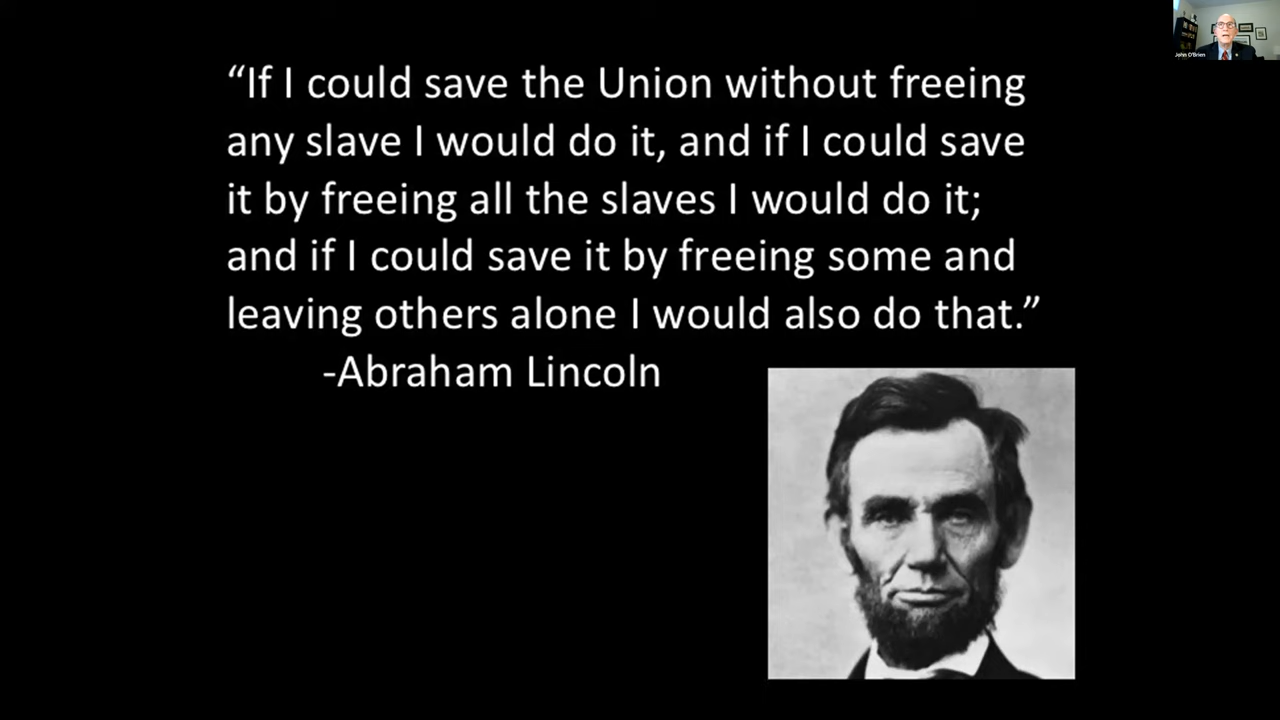 “If I could save the Union without freeing
any slave I would do it, and if I could save
it by freeing all the slaves I would do it;
and if I could save it by freeing some and
leaving others alone I would also do that.”
-Abraham Lincoln
John O'Brien